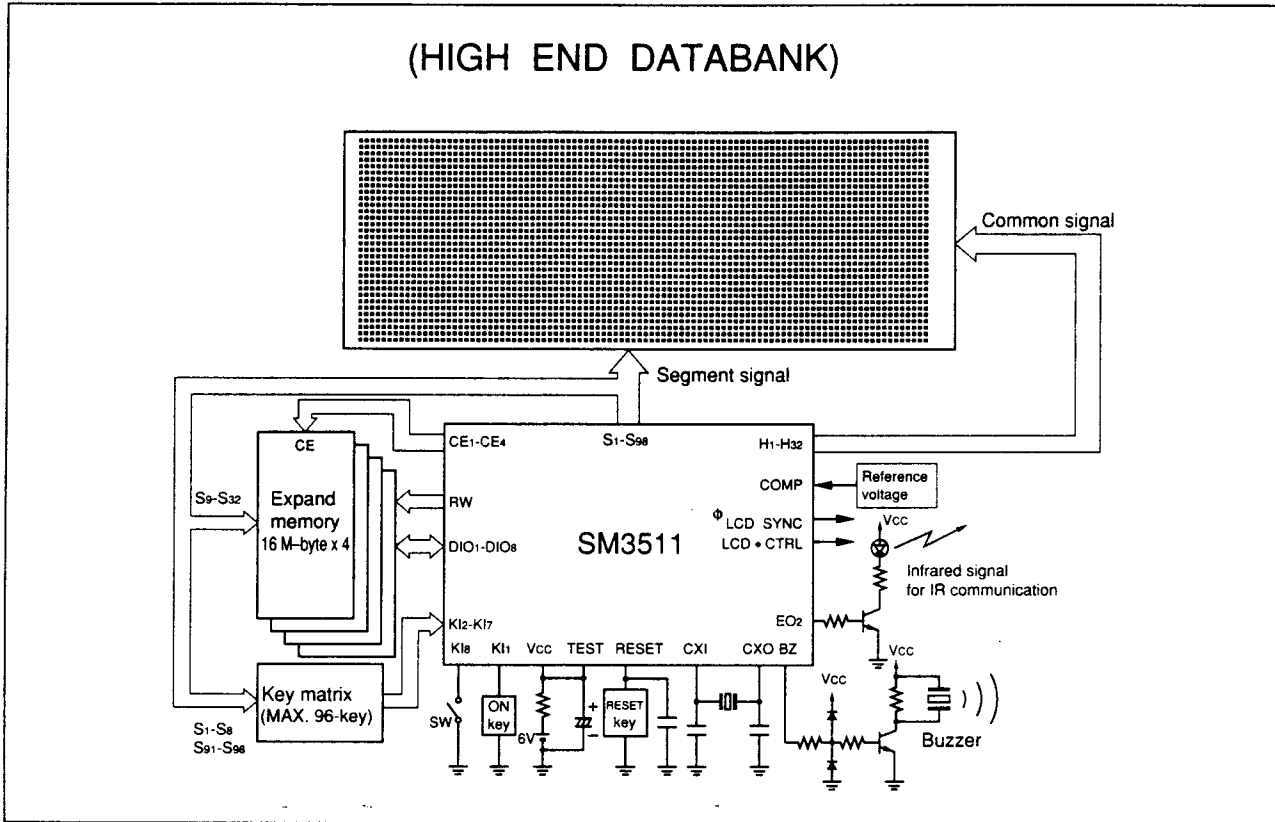 (HIGH END DATABANK)
Common signal
Segment signal
CE
Expand
memory
16 M–byte x 4
S9-S32
CE1-CE4
S1-S98
H1-H32
RW
DIO1-DIO8
KI2-KI7
SM3511
COMP
Reference
voltage
Φ LCD SYNC
LCD • CTRL
VCC
Infrared signal
for IR communication
EO2
KI8
KI1
VCC
TEST
RESET
CXI
CXO
BZ
Key matrix
(MAX. 96-key)
S1-S8
S91-S98
SW
ON
key
6V
+
–
RESET
key
VCC
VCC
Buzzer